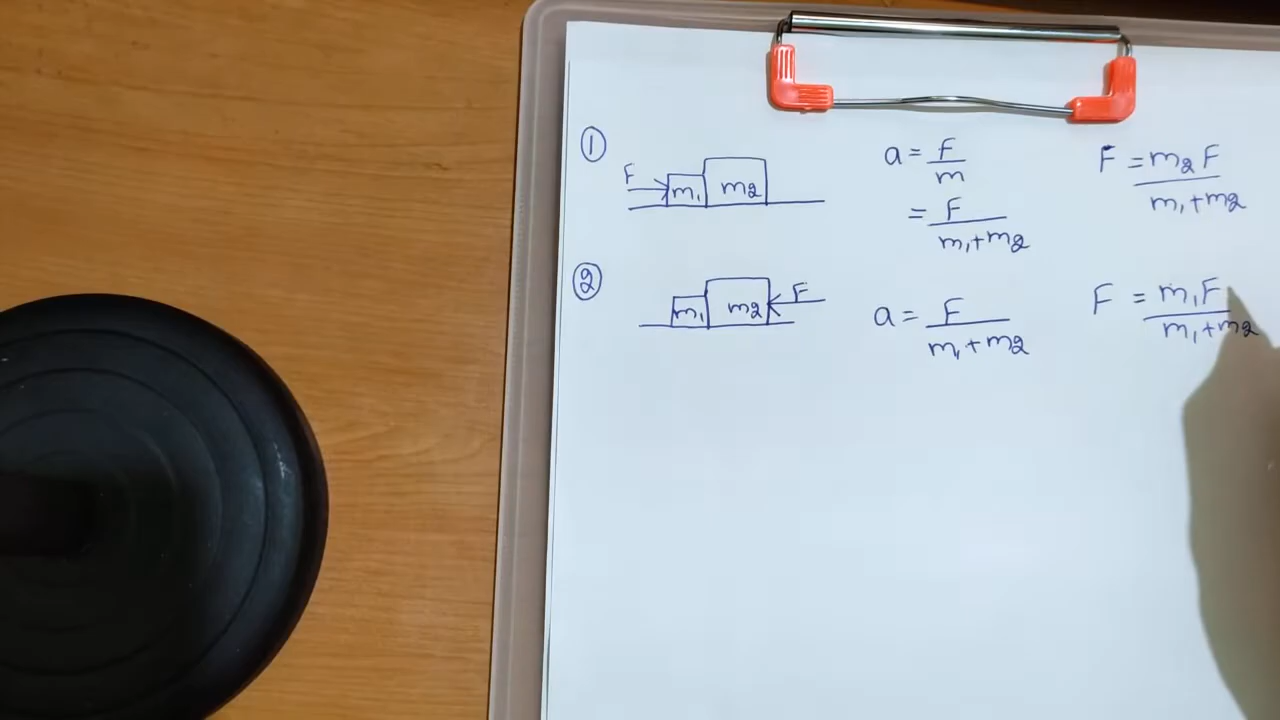 ①
F m₁ m₂
a = F/m
= F/(m₁+m₂)
F = m₂F/(m₁+m₂)
②
m₁ m₂ F
a = F/(m₁+m₂)
F = m₁F/(m₁+m₂)